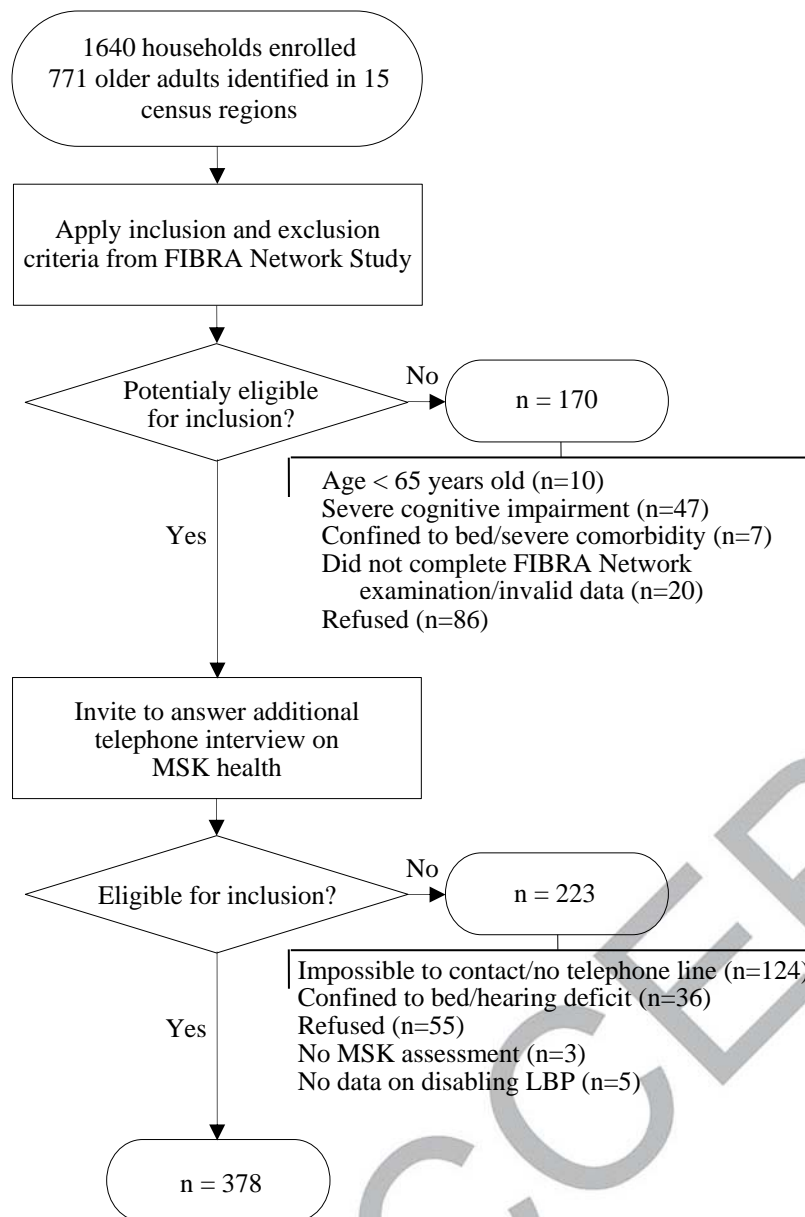 1640 households enrolled
771 older adults identified in 15
census regions
Apply inclusion and exclusion
criteria from FIBRA Network Study
Potentialy eligible
for inclusion?
No
n = 170
Age < 65 years old (n=10)
Severe cognitive impairment (n=47)
Confined to bed/severe comorbidity (n=7)
Did not complete FIBRA Network
examination/invalid data (n=20)
Refused (n=86)
Yes
Invite to answer additional
telephone interview on
MSK health
Eligible for inclusion?
No
n = 223
Impossible to contact/no telephone line (n=124)
Confined to bed/hearing deficit (n=36)
Refused (n=55)
No MSK assessment (n=3)
No data on disabling LBP (n=5)
Yes
n = 378
CCE